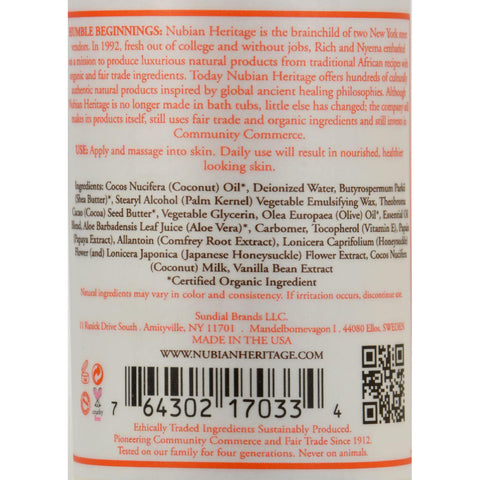 HUMBLE BEGINNINGS: Nubian Heritage is the brainchild of two New York street
vendors. In 1992, fresh out of college and without jobs, Rich and Nyema embarked
on a mission to produce luxurious natural products from traditional African recipes with
organic and fair trade ingredients. Today Nubian Heritage offers hundreds of culturally
authentic natural products inspired by global ancient healing philosophies. Although
Nubian Heritage is no longer made in bath tubs, little else has changed; the company still
makes its products itself, still uses fair trade and organic ingredients and still invests in
Community Commerce.
USE: Apply and massage into skin. Daily use will result in nourished, healthier
looking skin.
Ingredients: Cocos Nucifera (Coconut) Oil*, Deionized Water, Butyrospermum Parkii
(Shea Butter)*, Stearyl Alcohol (Palm Kernel) Vegetable Emulsifying Wax, Theobroma
Cacao (Cocoa) Seed Butter*, Vegetable Glycerin, Olea Europaea (Olive) Oil*, Essential Oil
Blend, Aloe Barbadensis Leaf Juice (Aloe Vera)*, Carbomer, Tocopherol (Vitamin E), Papain
(Papaya Extract), Allantoin (Comfrey Root Extract), Lonicera Caprifolium (Honeysuckle)
Flower (and) Lonicera Japonica (Japanese Honeysuckle) Flower Extract, Cocos Nucifera
(Coconut) Milk, Vanilla Bean Extract
*Certified Organic Ingredient
Natural ingredients may vary in color and consistency. If irritation occurs, discontinue use.
Sundial Brands LLC.
11 Ranick Drive South . Amityville, NY 11701 . Mandelbomevagon 1 . 44080 Ellos, SWEDEN
MADE IN THE USA
WWW.NUBIANHERITAGE.COM
cruelty
free
7 64302 17033 4
Ethically Traded Ingredients Sustainably Produced.
Pioneering Community Commerce and Fair Trade Since 1912.
Tested on our family for four generations. Never on animals.